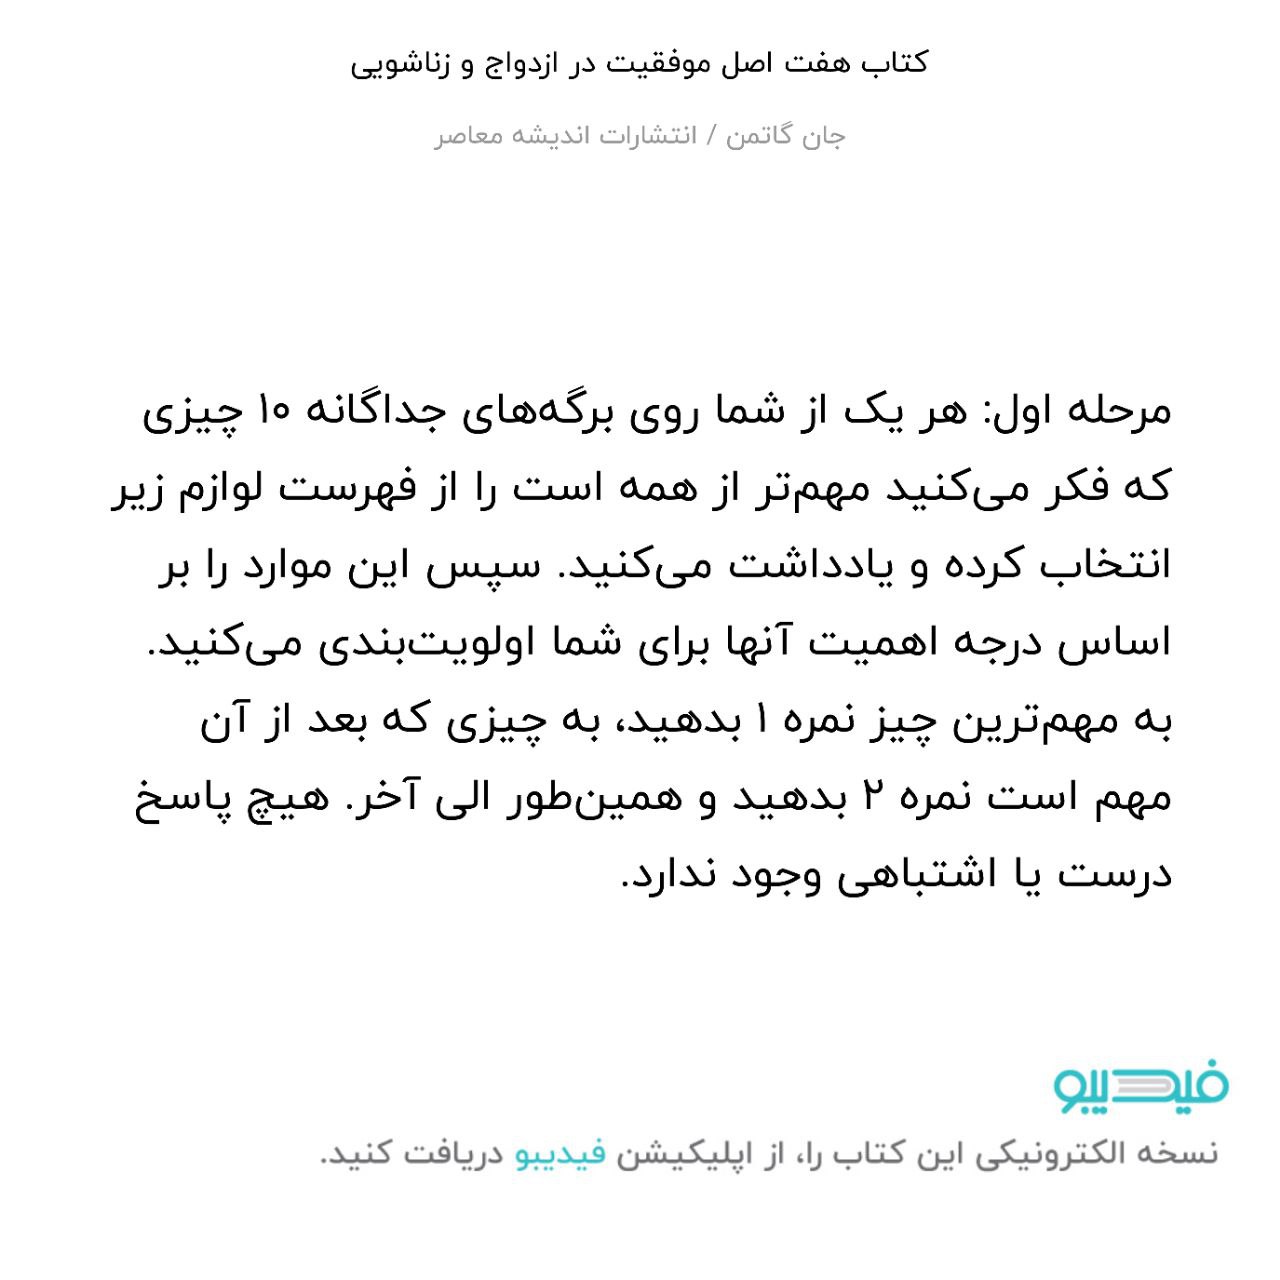 کتاب هفت اصل موفقیت در ازدواج و زناشویی
جان گاتمن / انتشارات اندیشه معاصر
مرحله اول: هر یک از شما روی برگه‌های جداگانه ۱۰ چیزی
که فکر می‌کنید مهم‌تر از همه است را از فهرست لوازم زیر
انتخاب کرده و یادداشت می‌کنید. سپس این موارد را بر
اساس درجه اهمیت آنها برای شما اولویت‌بندی می‌کنید.
به مهم‌ترین چیز نمره ۱ بدهید، به چیزی که بعد از آن
مهم است نمره ۲ بدهید و همین‌طور الی آخر. هیچ پاسخ
درست یا اشتباهی وجود ندارد.
فیدیبو
نسخه الکترونیکی این کتاب را، از اپلیکیشن فیدیبو دریافت کنید.